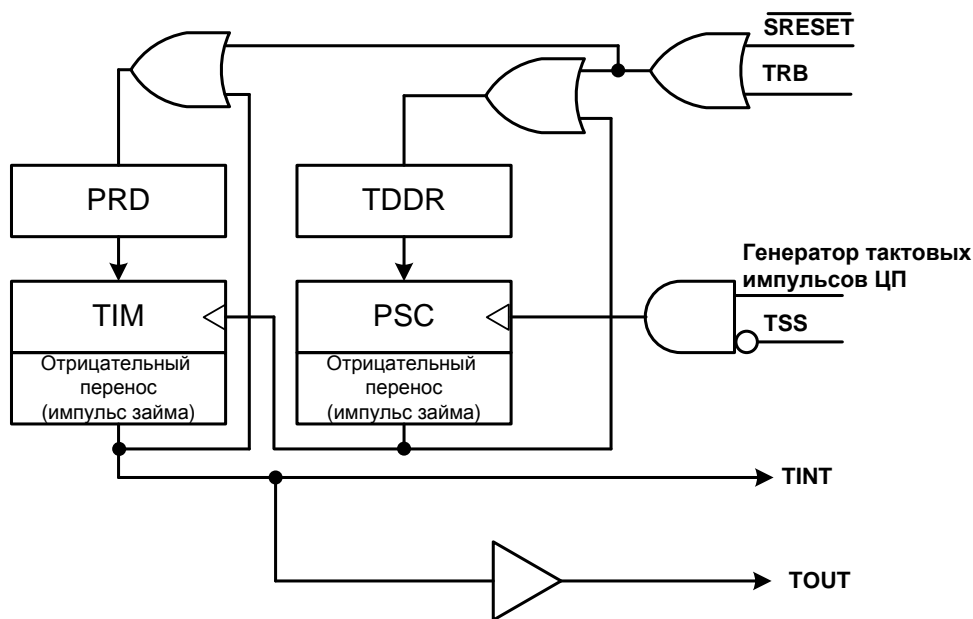 SRESET
TRB
PRD
TDDR
Генератор тактовых
импульсов ЦП
TIM
PSC
TSS
Отрицательный
перенос
(импульс займа)
Отрицательный
перенос
(импульс займа)
TINT
TOUT